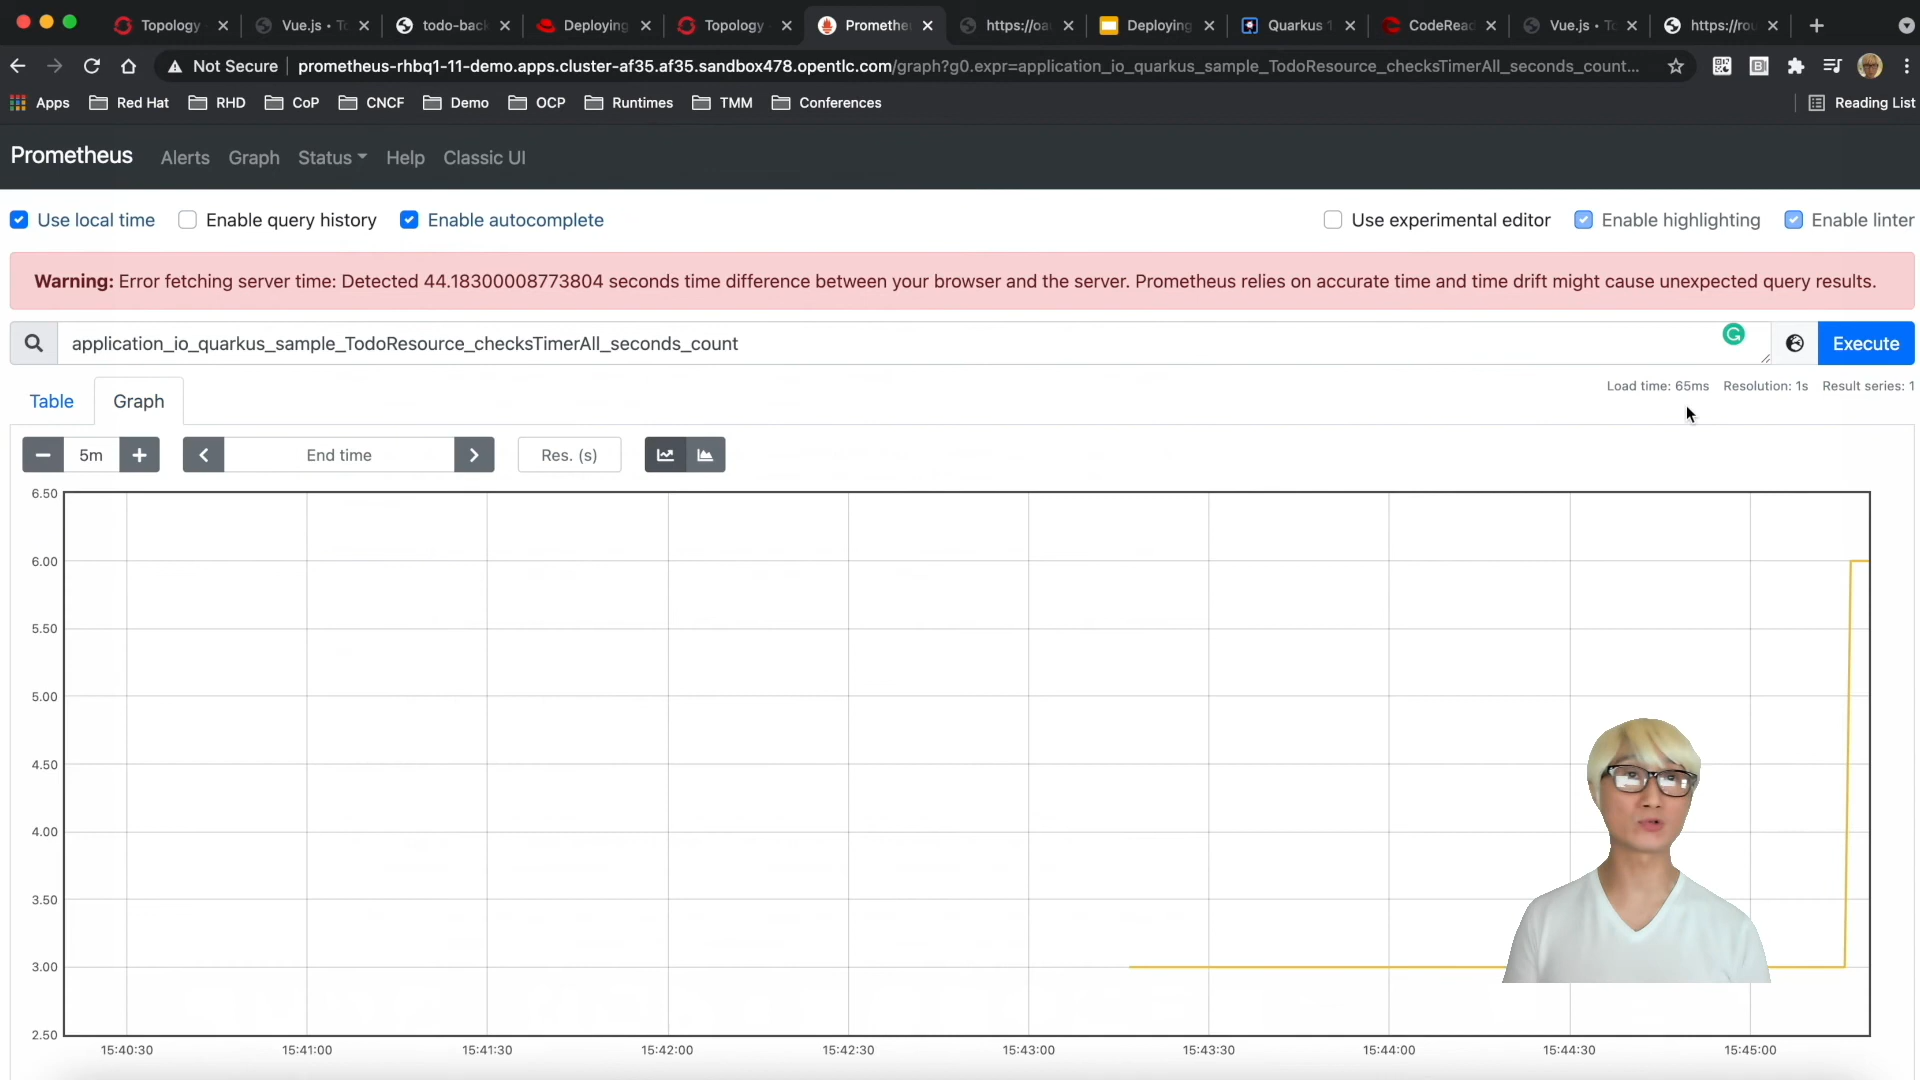 Topology
Vue.js • To
todo-back
Deploying
Topology
Promethe
https://oa
Deploying
Quarkus 1
CodeRead
Vue.js • To
https://rou
Not Secure
prometheus-rhbq1-11-demo.apps.cluster-af35.af35.sandbox478.opentlc.com/graph?g0.expr=application_io_quarkus_sample_TodoResource_checksTimerAll_seconds_count...
Apps
Red Hat
RHD
CoP
CNCF
Demo
OCP
Runtimes
TMM
Conferences
Reading List
Prometheus
Alerts
Graph
Status
Help
Classic UI
Use local time
Enable query history
Enable autocomplete
Use experimental editor
Enable highlighting
Enable linter
Warning: Error fetching server time: Detected 44.18300008773804 seconds time difference between your browser and the server. Prometheus relies on accurate time and time drift might cause unexpected query results.
application_io_quarkus_sample_TodoResource_checksTimerAll_seconds_count
Execute
Load time: 65ms Resolution: 1s Result series: 1
Table
Graph
5m
End time
Res. (s)
6.50
6.00
5.50
5.00
4.50
4.00
3.50
3.00
2.50
15:40:30
15:41:00
15:41:30
15:42:00
15:42:30
15:43:00
15:43:30
15:44:00
15:44:30
15:45:00